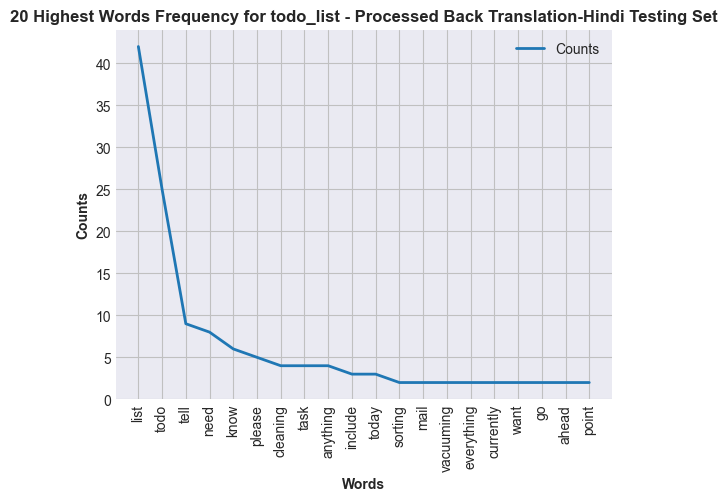 20 Highest Words Frequency for todo_list - Processed Back Translation-Hindi Testing Set
Counts
40
35
30
25
20
15
10
5
0
Counts
list
todo
tell
need
know
please
cleaning
task
anything
include
today
sorting
mail
vacuuming
everything
currently
want
go
ahead
point
Words